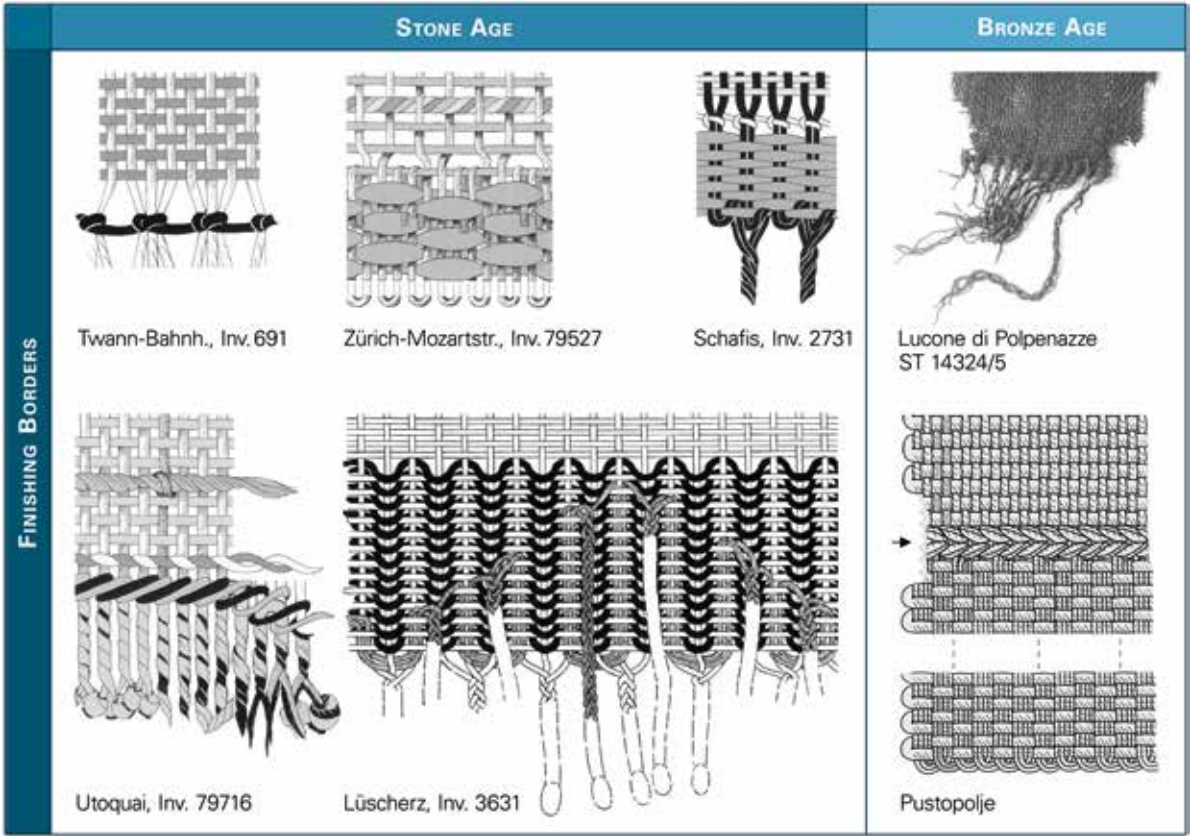 STONE AGE
BRONZE AGE
FINISHING BORDERS
Twann-Bahnh., Inv. 691
Zürich-Mozartstr., Inv. 79527
Schafis, Inv. 2731
Lucone di Polpenazze
ST 14324/5
Utoquai, Inv. 79716
Lüscherz, Inv. 3631
Pustopolje